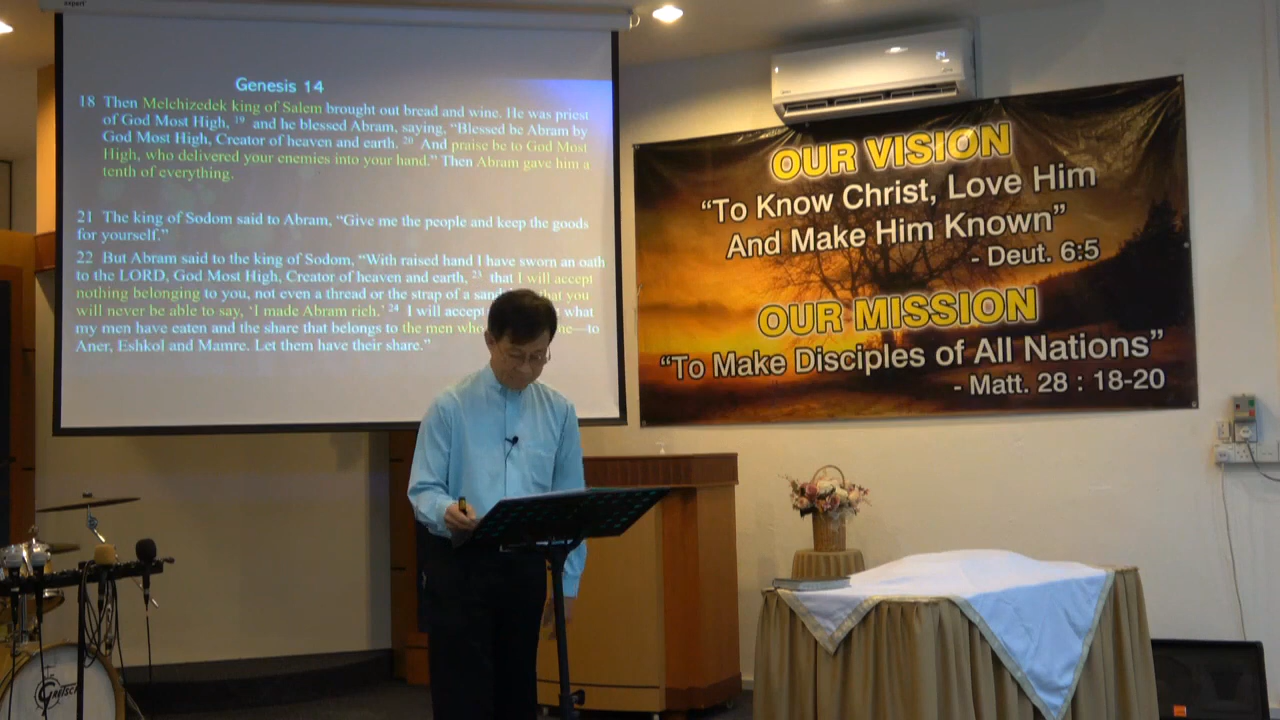 expert
Genesis 14
18 Then Melchizedek king of Salem brought out bread and wine. He was priest
of God Most High, 19 and he blessed Abram, saying, “Blessed be Abram by
God Most High, Creator of heaven and earth. 20 And praise be to God Most
High, who delivered your enemies into your hand.” Then Abram gave him a
tenth of everything.
21 The king of Sodom said to Abram, “Give me the people and keep the goods
for yourself.”
22 But Abram said to the king of Sodom, “With raised hand I have sworn an oath
to the LORD, God Most High, Creator of heaven and earth, 23 that I will accept
nothing belonging to you, not even a thread or the strap of a that you
will never be able to say, ‘I made Abram rich.’ 24 I will accept what
my men have eaten and the share that belongs to the men who —to
Aner, Eshkol and Mamre. Let them have their share.”
OUR VISION
“To Know Christ, Love Him
And Make Him Known”
- Deut. 6:5
OUR MISSION
“To Make Disciples of All Nations”
- Matt. 28 : 18-20
GRETSCH